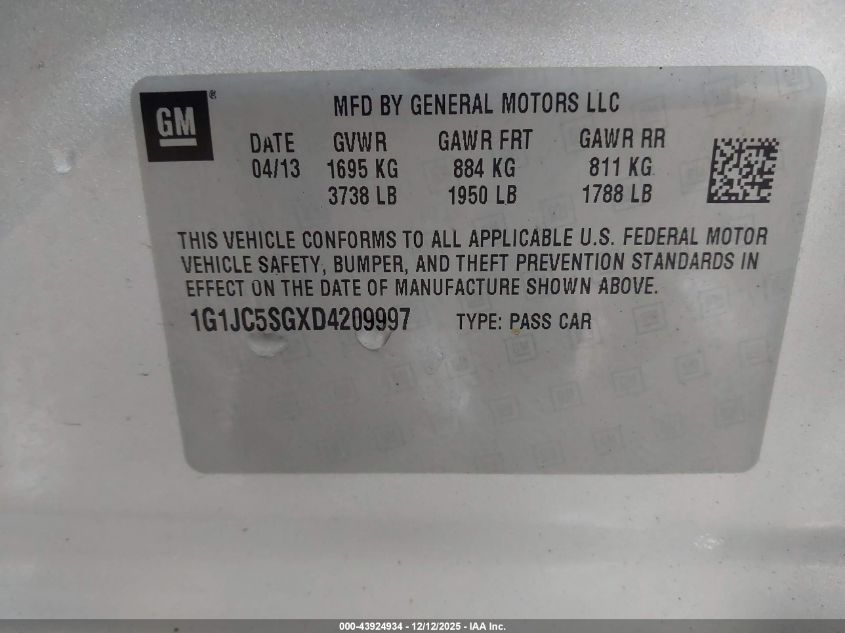 GM®
MFD BY GENERAL MOTORS LLC
DATE GVWR GAWR FRT GAWR RR
04/13 1695 KG 884 KG 811 KG
3738 LB 1950 LB 1788 LB
THIS VEHICLE CONFORMS TO ALL APPLICABLE U.S. FEDERAL MOTOR
VEHICLE SAFETY, BUMPER, AND THEFT PREVENTION STANDARDS IN
EFFECT ON THE DATE OF MANUFACTURE SHOWN ABOVE.
1G1JC5SGXD4209997 TYPE: PASS CAR
000-43924934 - 12/12/2025 - IAA Inc.